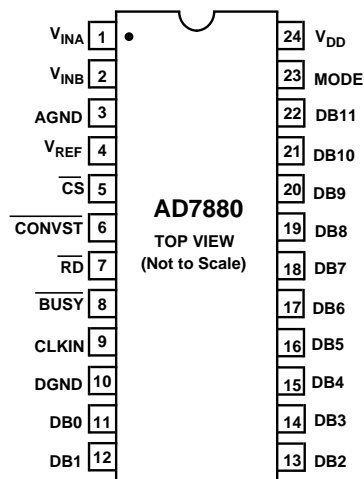 VINA 1 24 VDD
VINB 2 23 MODE
AGND 3 22 DB11
VREF 4 21 DB10
CS 5 20 DB9
CONVST 6 19 DB8
RD 7 18 DB7
BUSY 8 17 DB6
CLKIN 9 16 DB5
DGND 10 15 DB4
DB0 11 14 DB3
DB1 12 13 DB2
AD7880
TOP VIEW
(Not to Scale)